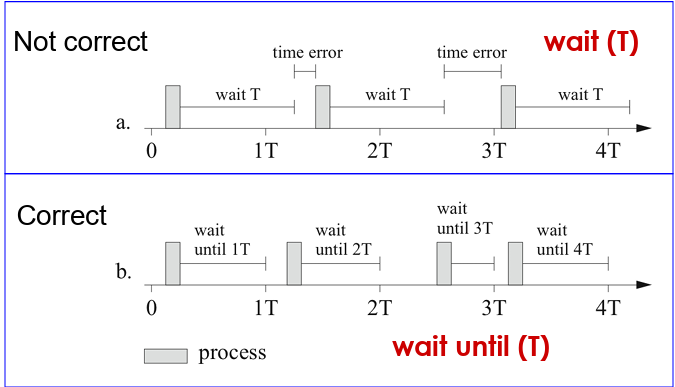 Not correct
wait (T)
time error
time error
wait T
wait T
wait T
a.
0
1T
2T
3T
4T
Correct
wait
until 1T
wait
until 2T
wait
until 3T
wait
until 4T
b.
0
1T
2T
3T
4T
process
wait until (T)